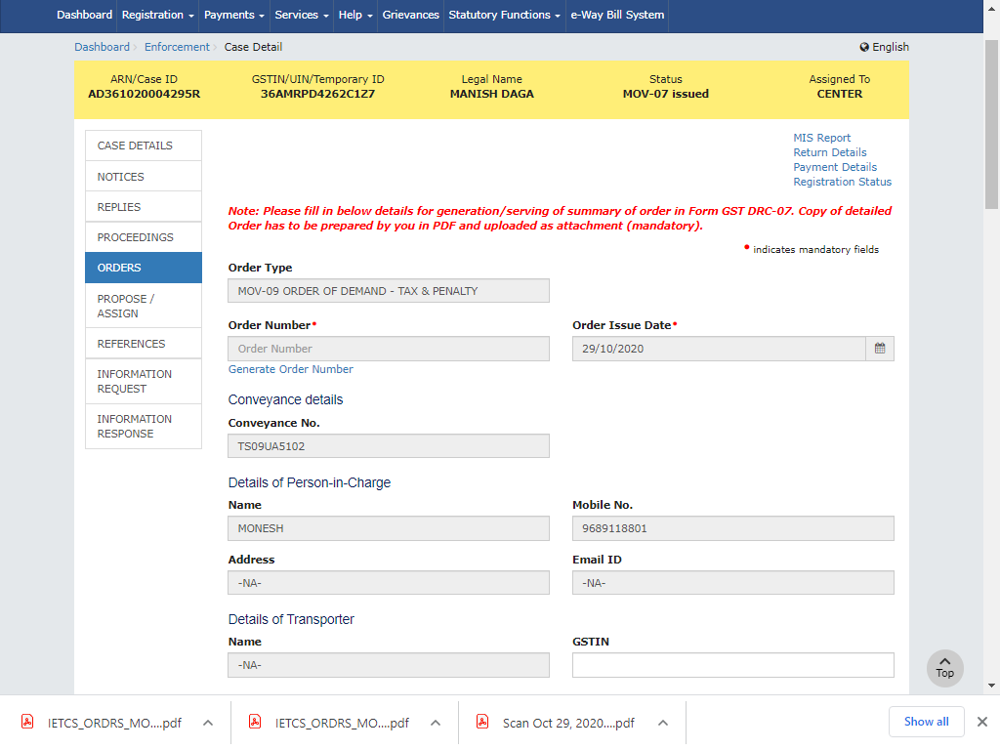 Dashboard Registration Payments Services Help Grievances Statutory Functions e-Way Bill System
Dashboard Enforcement Case Detail English
ARN/Case ID GSTIN/UIN/Temporary ID Legal Name Status Assigned To
AD361020004295R 36AMRPD4262C1Z7 MANISH DAGA MOV-07 issued CENTER
CASE DETAILS
NOTICES
REPLIES
PROCEEDINGS
ORDERS
PROPOSE /
ASSIGN
REFERENCES
INFORMATION
REQUEST
INFORMATION
RESPONSE
MIS Report
Return Details
Payment Details
Registration Status
Note: Please fill in below details for generation/serving of summary of order in Form GST DRC-07. Copy of detailed
Order has to be prepared by you in PDF and uploaded as attachment (mandatory).
• indicates mandatory fields
Order Type
MOV-09 ORDER OF DEMAND - TAX & PENALTY
Order Number• Order Issue Date•
Order Number 29/10/2020
Generate Order Number
Conveyance details
Conveyance No.
TS09UA5102
Details of Person-in-Charge
Name Mobile No.
MONESH 9689118801
Address Email ID
-NA- -NA-
Details of Transporter
Name GSTIN
-NA-
Top
IETCS_ORDRS_MO....pdf IETCS_ORDRS_MO....pdf Scan Oct 29, 2020....pdf Show all